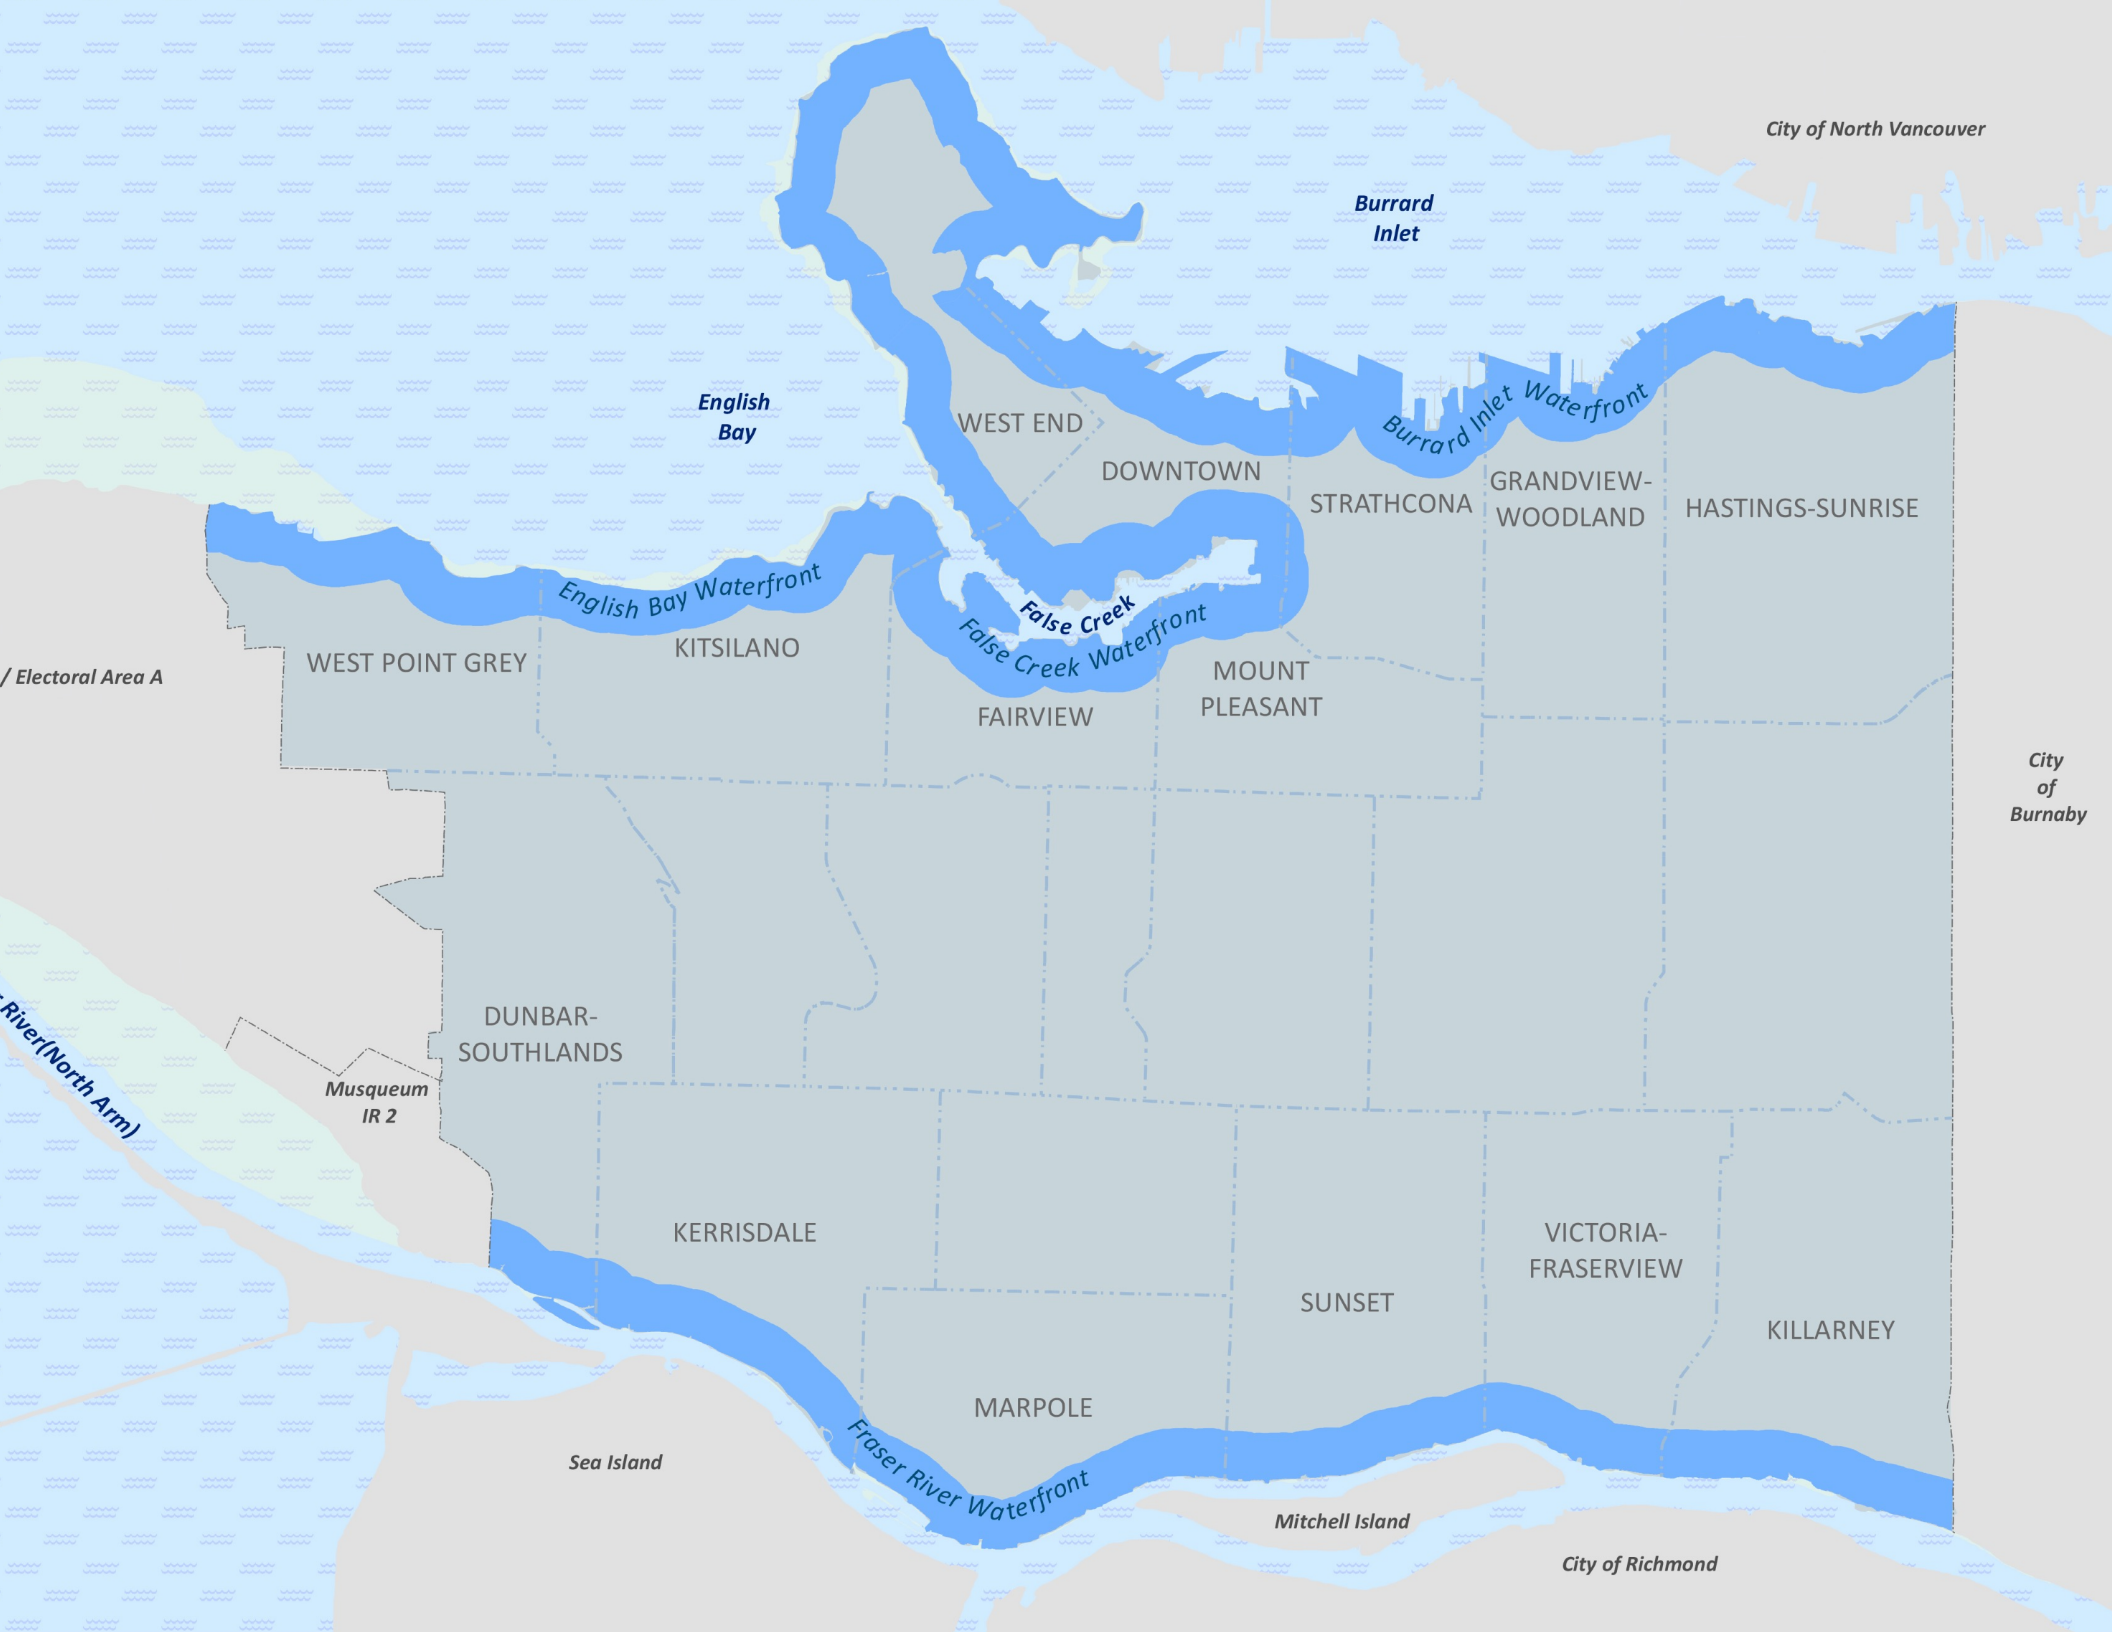 City of North Vancouver
Burrard
Inlet
English
Bay
Burrard Inlet Waterfront
WEST END
DOWNTOWN
STRATHCONA
GRANDVIEW-
WOODLAND
HASTINGS-SUNRISE
English Bay Waterfront
False Creek
False Creek Waterfront
/ Electoral Area A
WEST POINT GREY
KITSILANO
FAIRVIEW
MOUNT
PLEASANT
City
of
Burnaby
DUNBAR-
SOUTHLANDS
River(North Arm)
Musqueum
IR 2
KERRISDALE
VICTORIA-
FRASERVIEW
SUNSET
KILLARNEY
MARPOLE
Fraser River Waterfront
Sea Island
Mitchell Island
City of Richmond